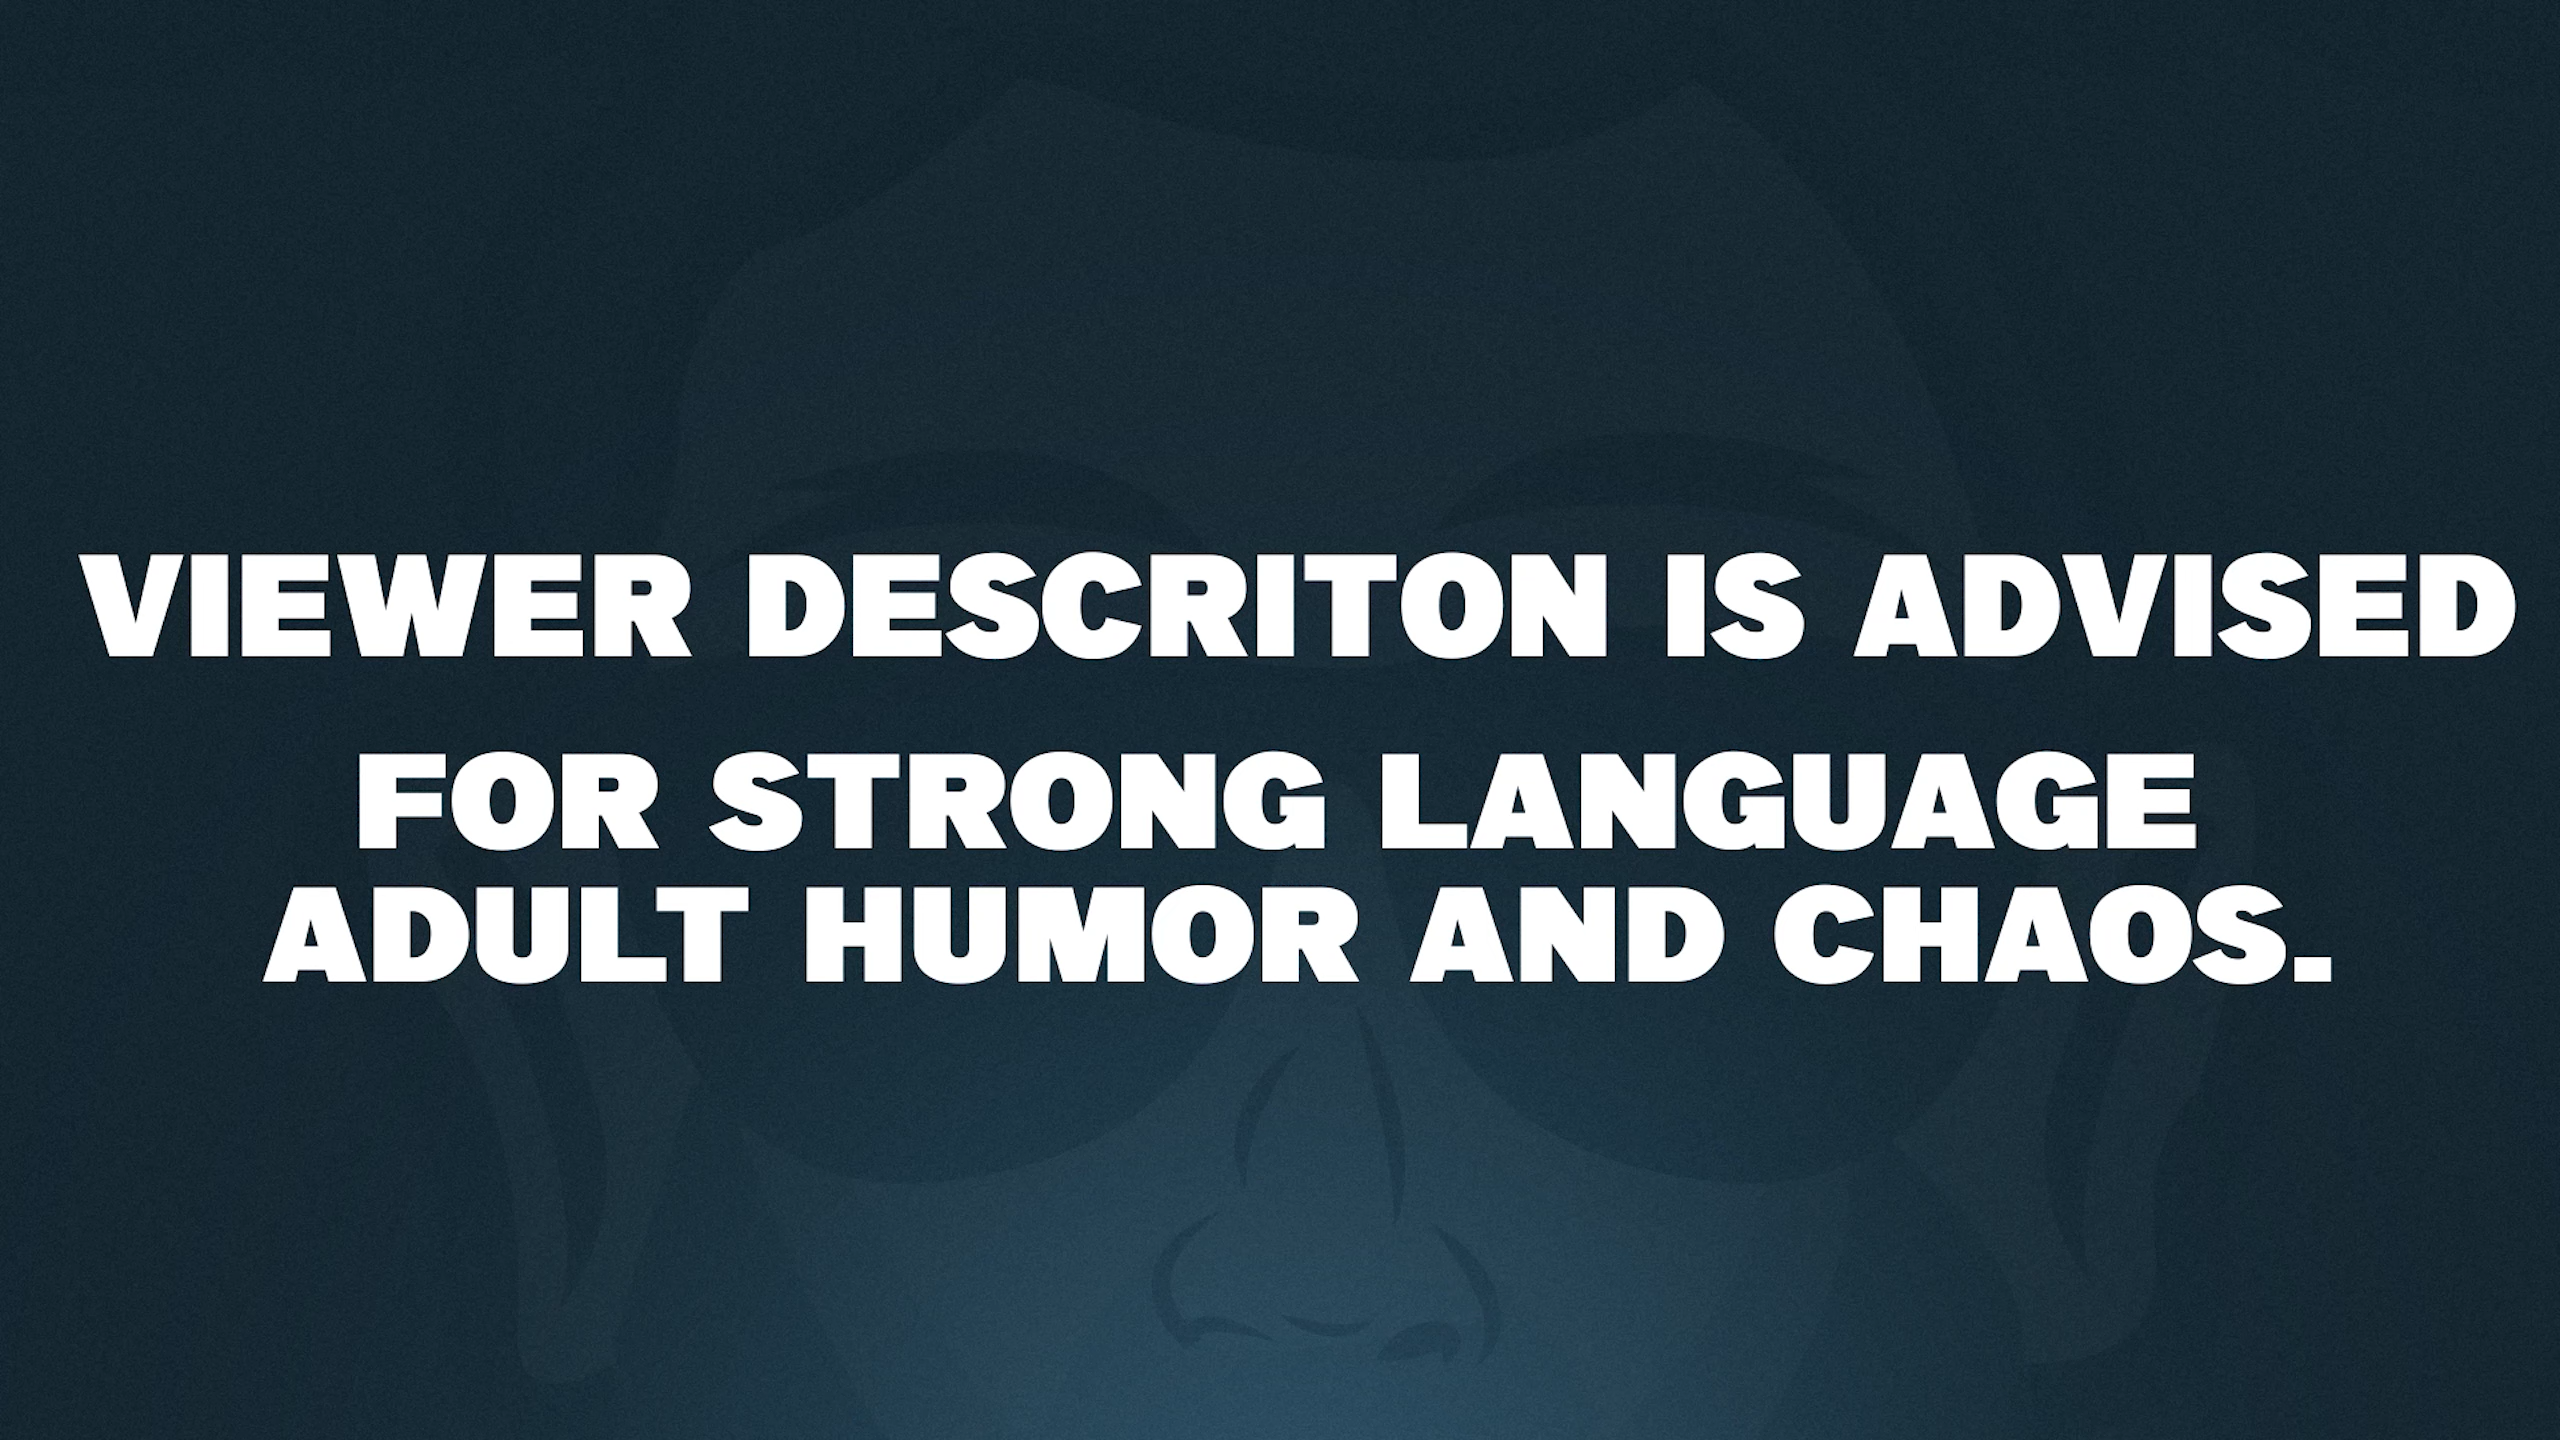 VIEWER DESCRITON IS ADVISED
FOR STRONG LANGUAGE
ADULT HUMOR AND CHAOS.